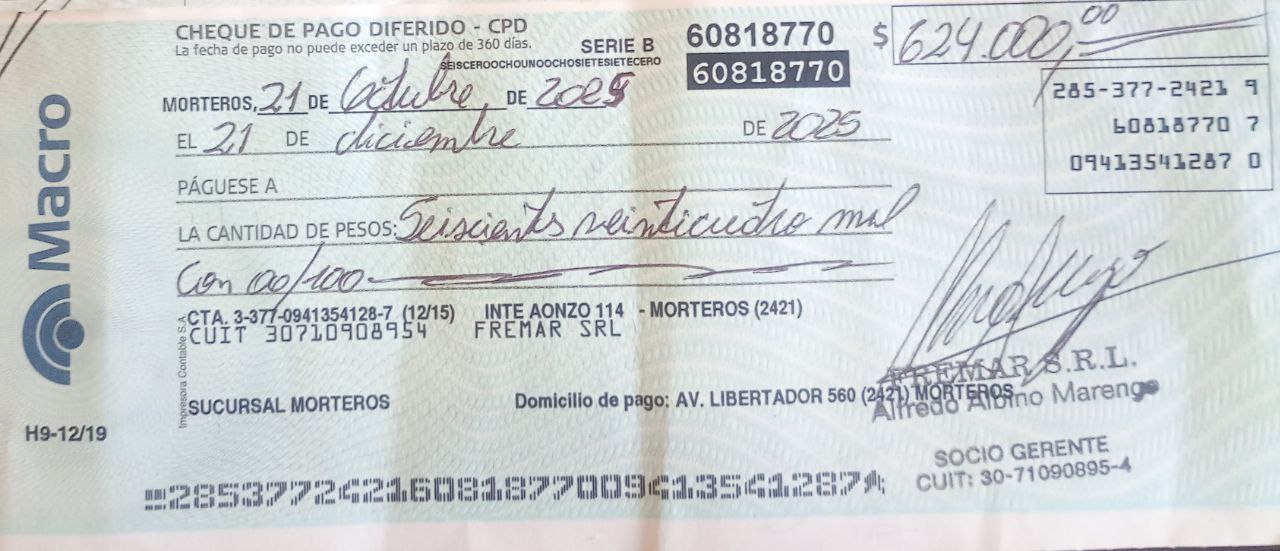 CHEQUE DE PAGO DIFERIDO - CPD
La fecha de pago no puede exceder un plazo de 360 días.
SERIE B 60818770 $ 624.000,00
SEISCEROOCHOUNOOCHOSIETESIETECERO
60818770
285-377-2421 9
60818770 7
09413541287 0
MORTEROS, 21 DE Octubre, DE 2025
EL 21 DE diciembre DE 2025
PÁGUESE A
LA CANTIDAD DE PESOS: Seiscients veinticuatro mil
Con 00/100
CTA. 3-377-0941354128-7 (12/15) INTE AONZO 114 - MORTEROS (2421)
CUIT 30710908954 FREMAR SRL
SUCURSAL MORTEROS
Domicilio de pago: AV. LIBERTADOR 560 (2421) MORTEROS
FREMAR S.R.L.
Alfredo Albino Marengo
SOCIO GERENTE
CUIT: 30-71090895-4
Macro
H9-12/19
Impresora Contable S.A.
28537724216081877009413541287